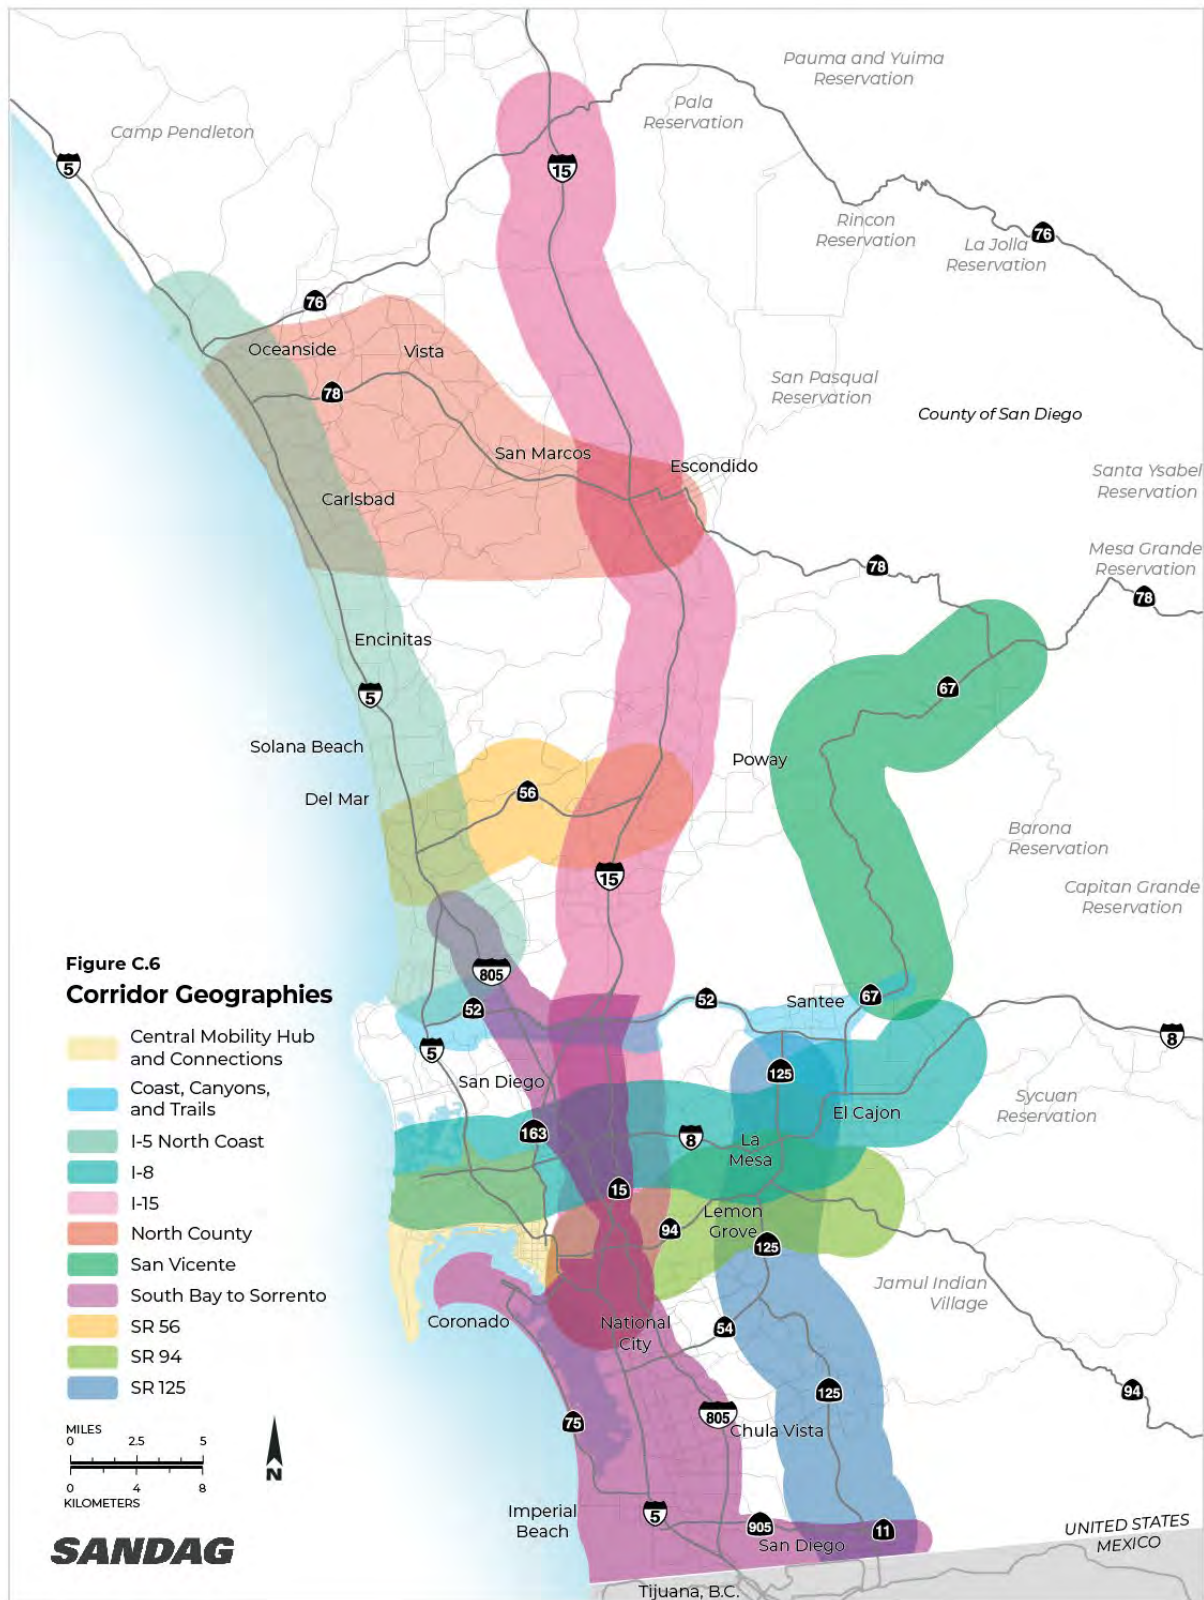 Pauma and Yuima
Reservation
Pala
Reservation
Camp Pendleton
5
15
Rincon
Reservation
76
La Jolla
Reservation
76
Oceanside
Vista
78
San Pasqual
Reservation
County of San Diego
San Marcos
Escondido
Santa Ysabel
Reservation
Carlsbad
Mesa Grande
Reservation
78
78
Encinitas
5
67
Solana Beach
Poway
Del Mar
56
Barona
Reservation
15
Capitan Grande
Reservation
805
52
52
Santee
67
5
8
San Diego
125
El Cajon
Sycuan
Reservation
163
8
La
Mesa
15
Lemon
Grove
94
125
Jamul Indian
Village
Coronado
National
City
54
125
94
75
805
Chula Vista
Imperial
Beach
5
905
San Diego
11
UNITED STATES
MEXICO
Tijuana, B.C.
Figure C.6
Corridor Geographies
Central Mobility Hub
and Connections
Coast, Canyons,
and Trails
I-5 North Coast
I-8
I-15
North County
San Vicente
South Bay to Sorrento
SR 56
SR 94
SR 125
MILES
0 2.5 5
0 4 8
KILOMETERS
N
SANDAG